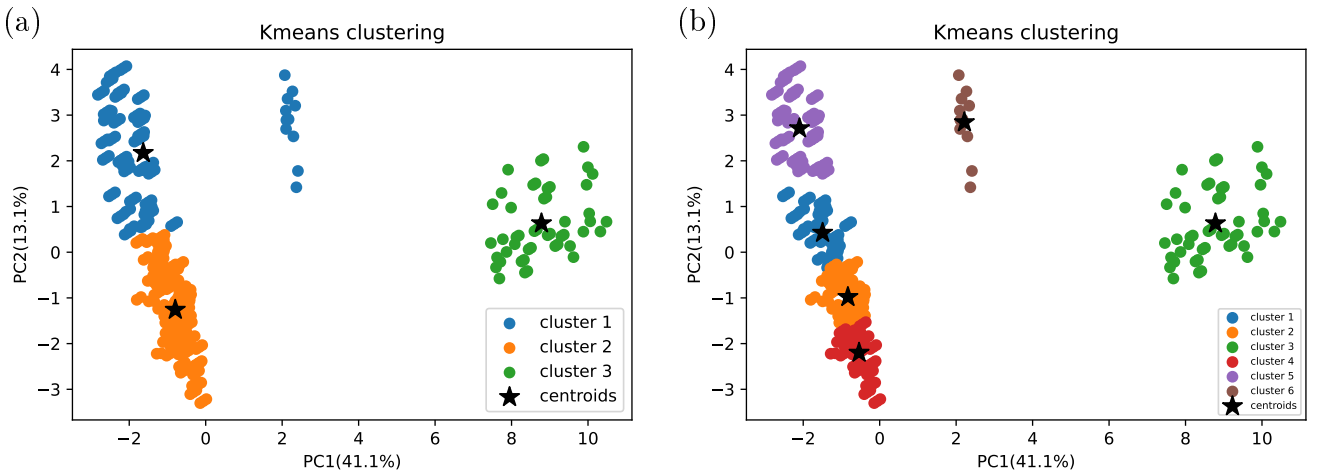 (a)
Kmeans clustering
4
3
2
1
0
−1
−2
−3
PC2(13.1%)
−2
0
2
4
6
8
10
PC1(41.1%)
cluster 1
cluster 2
cluster 3
centroids
(b)
Kmeans clustering
4
3
2
1
0
−1
−2
−3
PC2(13.1%)
−2
0
2
4
6
8
10
PC1(41.1%)
cluster 1
cluster 2
cluster 3
cluster 4
cluster 5
cluster 6
centroids